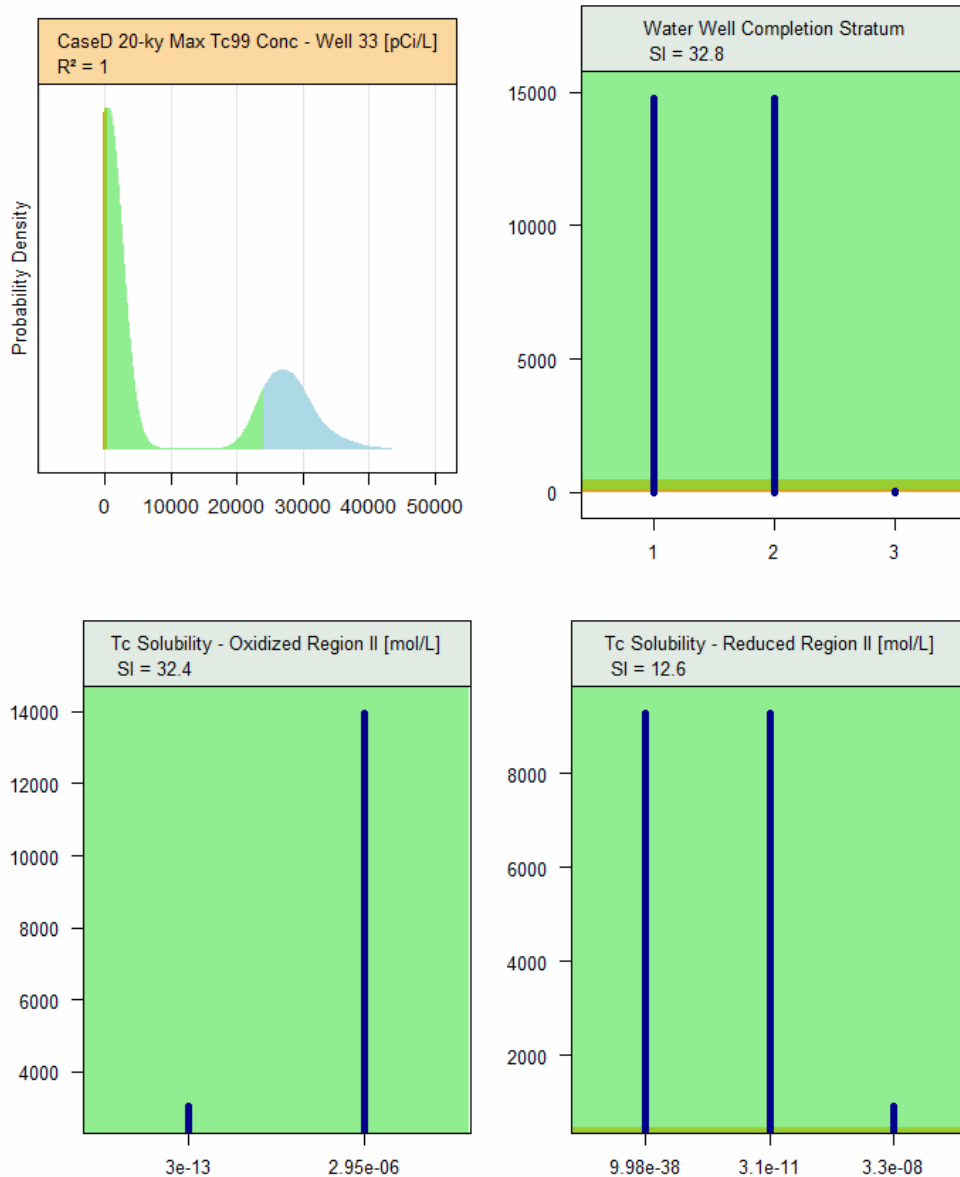 CaseD 20-ky Max Tc99 Conc - Well 33 [pCi/L]
R² = 1
Probability Density
0 10000 20000 30000 40000 50000
Water Well Completion Stratum
SI = 32.8
15000
10000
5000
0
1 2 3
Tc Solubility - Oxidized Region II [mol/L]
SI = 32.4
14000
12000
10000
8000
6000
4000
3e-13 2.95e-06
Tc Solubility - Reduced Region II [mol/L]
SI = 12.6
8000
6000
4000
2000
9.98e-38 3.1e-11 3.3e-08